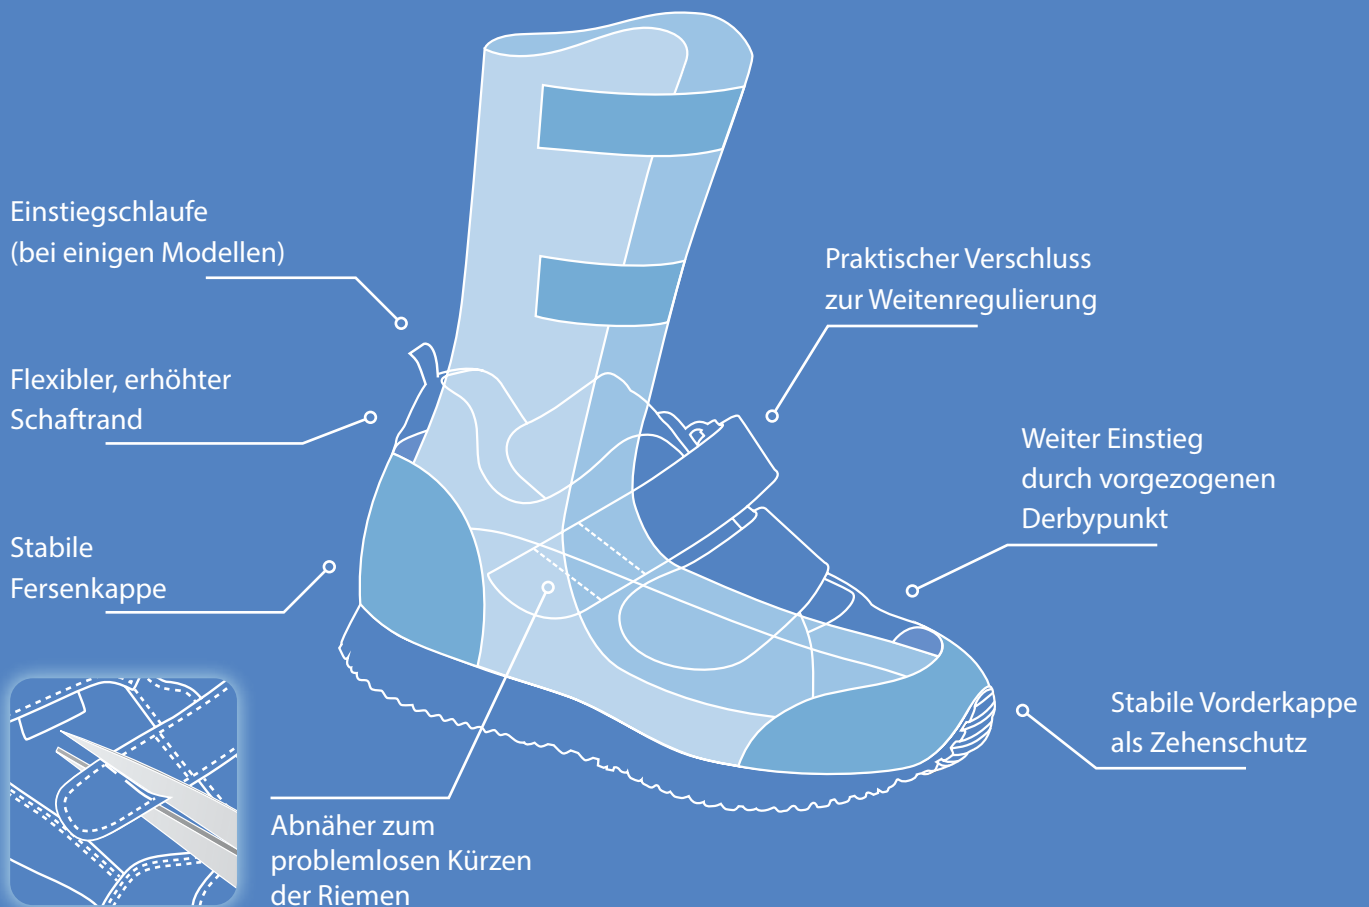 Einstiegschlaufe
(bei einigen Modellen)
Flexibler, erhöhter
Schaftrand
Stabile
Fersenkappe
Abnäher zum
problemlosen Kürzen
der Riemen
Praktischer Verschluss
zur Weitenregulierung
Weiter Einstieg
durch vorgezogenen
Derbypunkt
Stabile Vorderkappe
als Zehenschutz